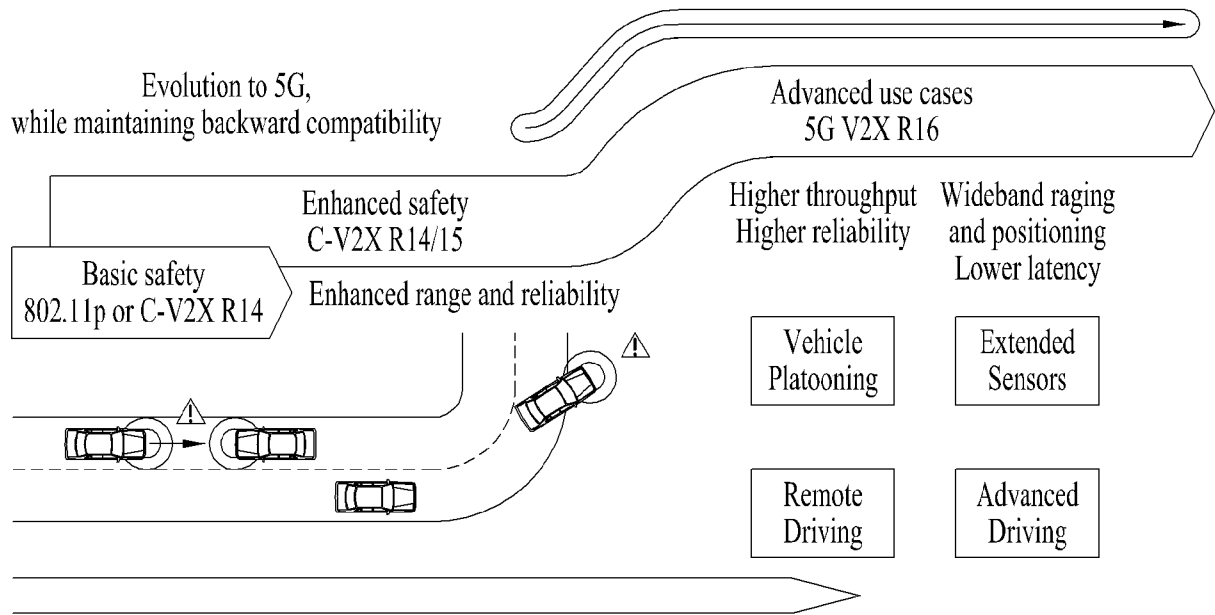 Evolution to 5G,
while maintaining backward compatibility
Advanced use cases
5G V2X R16
Enhanced safety
C-V2X R14/15
Basic safety
802.11p or C-V2X R14
Enhanced range and reliability
Higher throughput
Higher reliability
Wideband raging
and positioning
Lower latency
Vehicle
Platooning
Extended
Sensors
Remote
Driving
Advanced
Driving